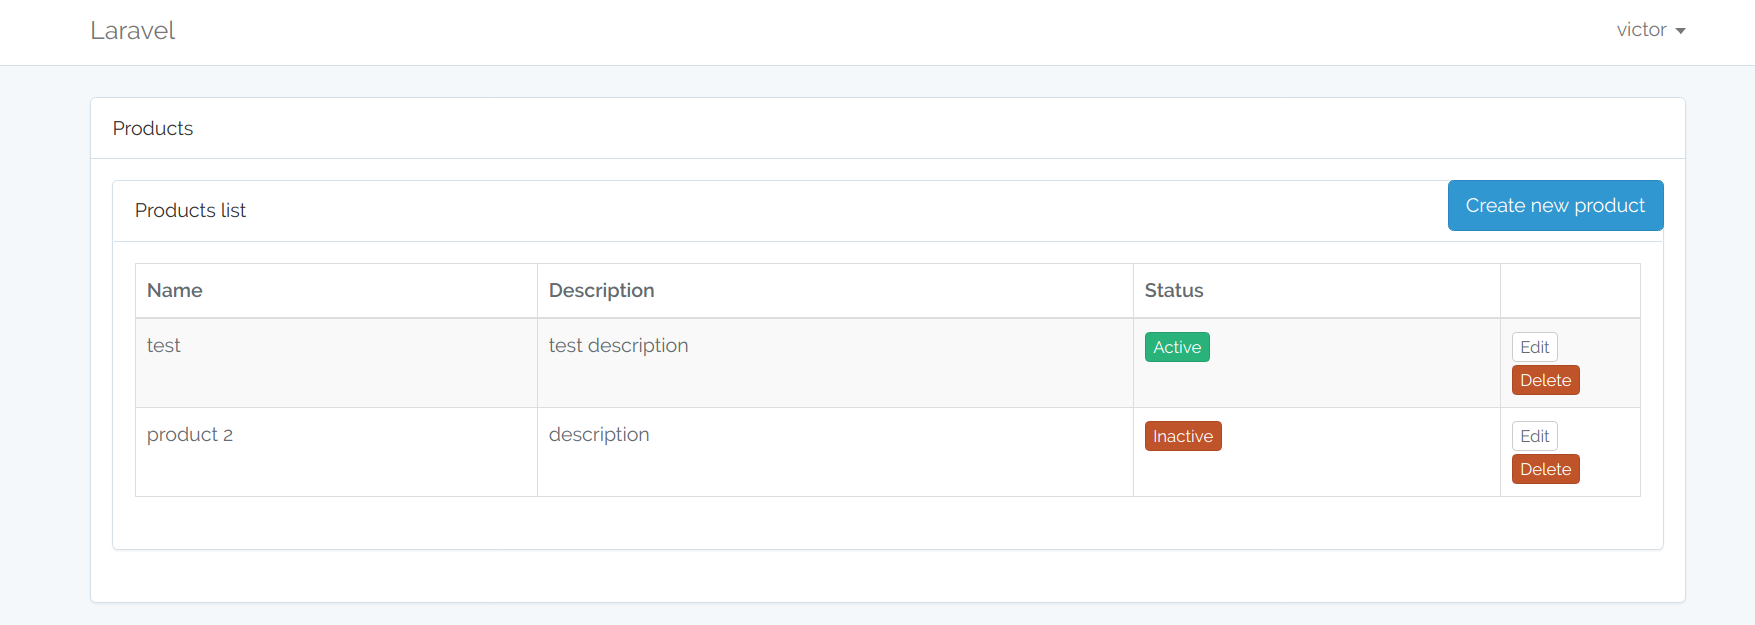 Laravel
victor
Products
Products list
Create new product
Name Description Status
test test description Active Edit
Delete
product 2 description Inactive Edit
Delete